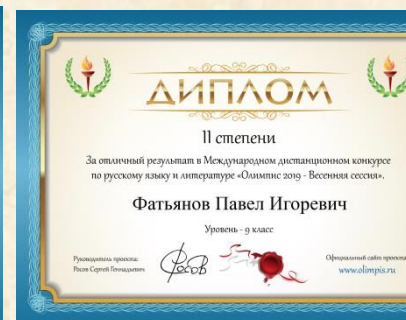 ДИПЛОМ
II степени
За отличный результат в Международном дистанционном конкурсе
по русскому языку и литературе «Олимпис 2019 - Весенняя сессия».
Фатьянов Павел Игоревич
Уровень - 9 класс
Руководитель проекта:
Росов Сергей Геннадьевич
Росов
Официальный сайт проекта:
www.olimpis.ru